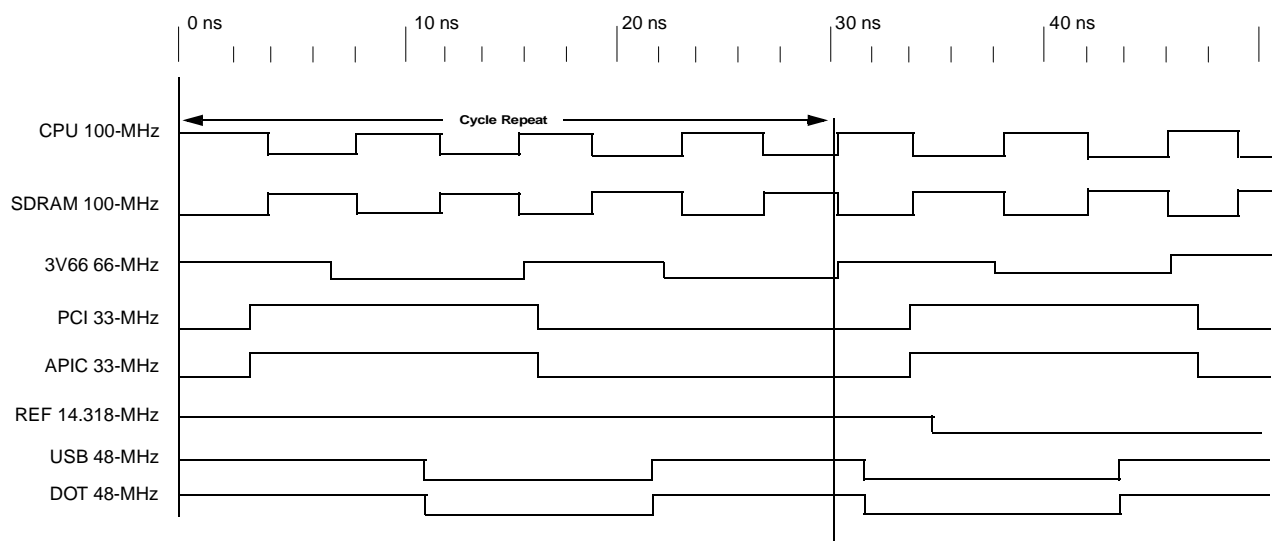 0 ns 10 ns 20 ns 30 ns 40 ns
Cycle Repeat
CPU 100-MHz
SDRAM 100-MHz
3V66 66-MHz
PCI 33-MHz
APIC 33-MHz
REF 14.318-MHz
USB 48-MHz
DOT 48-MHz